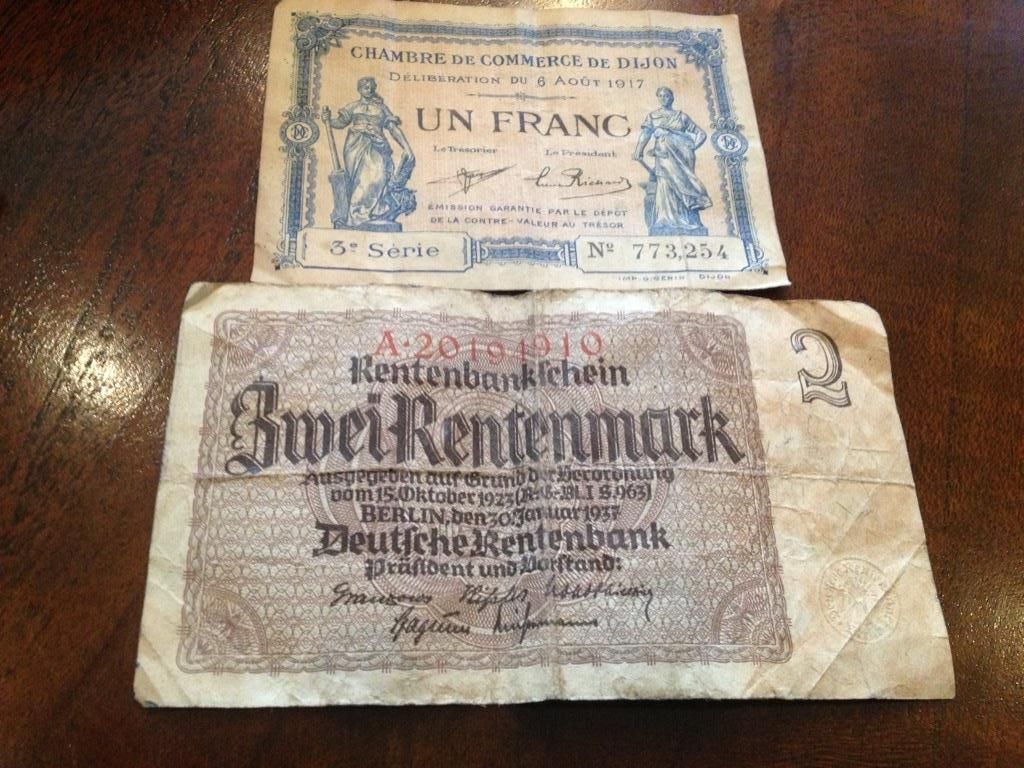 CHAMBRE DE COMMERCE DE DIJON
DÉLIBÉRATION DU 6 AOÛT 1917
UN FRANC
Le Trésorier Le Président
ÉMISSION GARANTIE PAR LE DÉPÔT
DE LA CONTRE-VALEUR AU TRÉSOR
3e Série
Nº 773,254
IMP. G. GÉRIN DIJON
A·20194910
2
Rentenbankschein
Zwei Rentenmark
Ausgegeben auf Grund der Verordnung
vom 15. Oktober 1923 (R.-G.-Bl. I S. 963)
BERLIN, den 30. Januar 1937
Deutsche Rentenbank
Präsident und Vorstand: